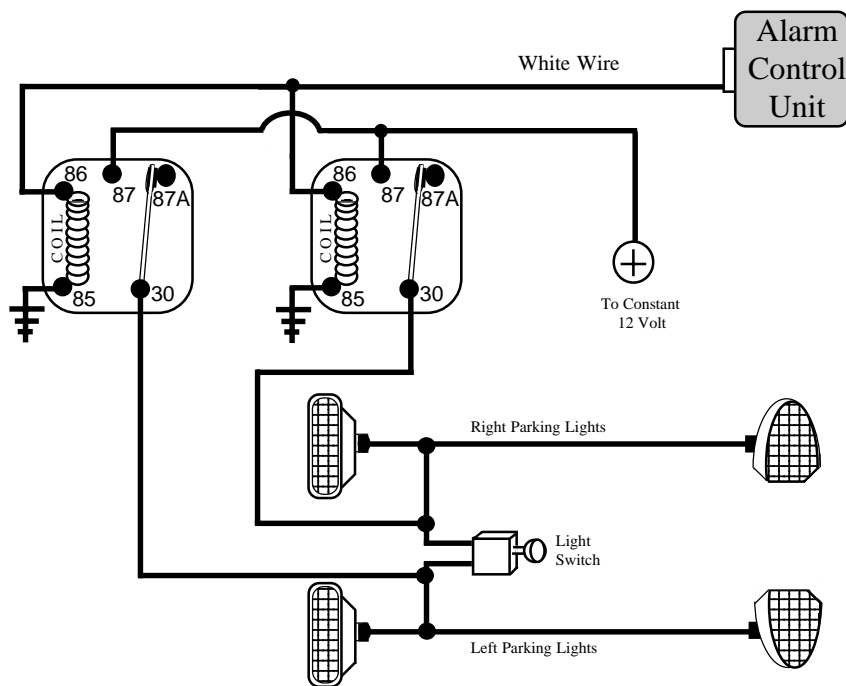 Alarm
Control
Unit
White Wire
86
87
87A
COIL
85
30
86
87
87A
COIL
85
30
To Constant
12 Volt
Right Parking Lights
Light
Switch
Left Parking Lights